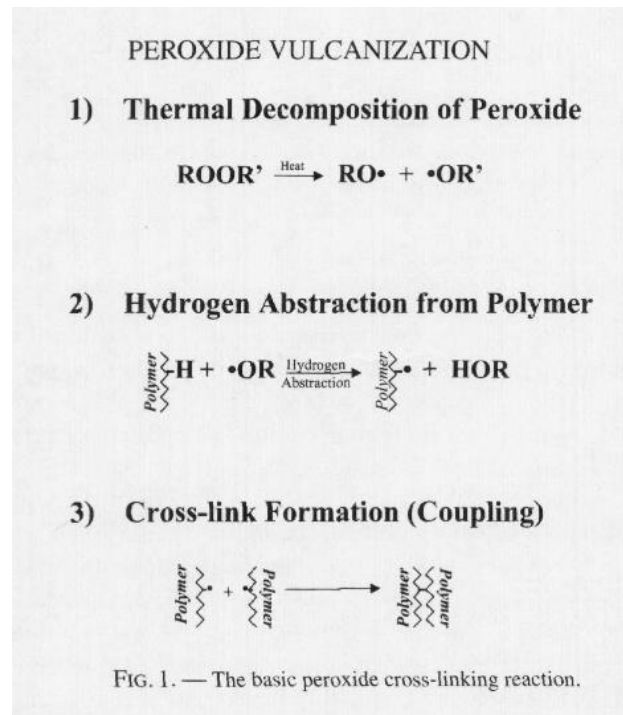 PEROXIDE VULCANIZATION
1) Thermal Decomposition of Peroxide
ROOR’ Heat RO• + •OR’
2) Hydrogen Abstraction from Polymer
Polymer H + •OR Hydrogen Abstraction Polymer • + HOR
3) Cross-link Formation (Coupling)
Polymer • + • Polymer Polymer Polymer
FIG. 1. — The basic peroxide cross-linking reaction.